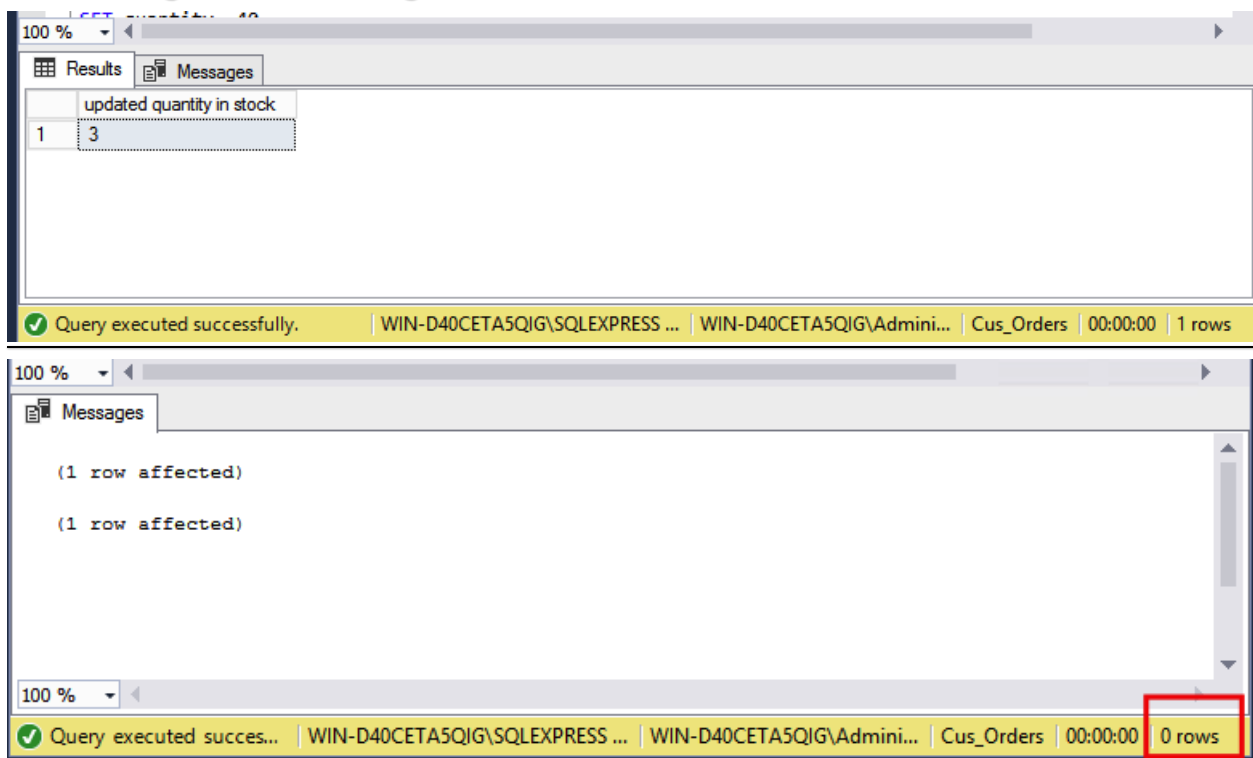 100 %
Results Messages
updated quantity in stock
1 3
Query executed successfully. WIN-D40CETA5QIG\SQLEXPRESS ... WIN-D40CETA5QIG\Admini... Cus_Orders 00:00:00 1 rows
100 %
Messages
(1 row affected)
(1 row affected)
100 %
Query executed succes... WIN-D40CETA5QIG\SQLEXPRESS ... WIN-D40CETA5QIG\Admini... Cus_Orders 00:00:00 0 rows